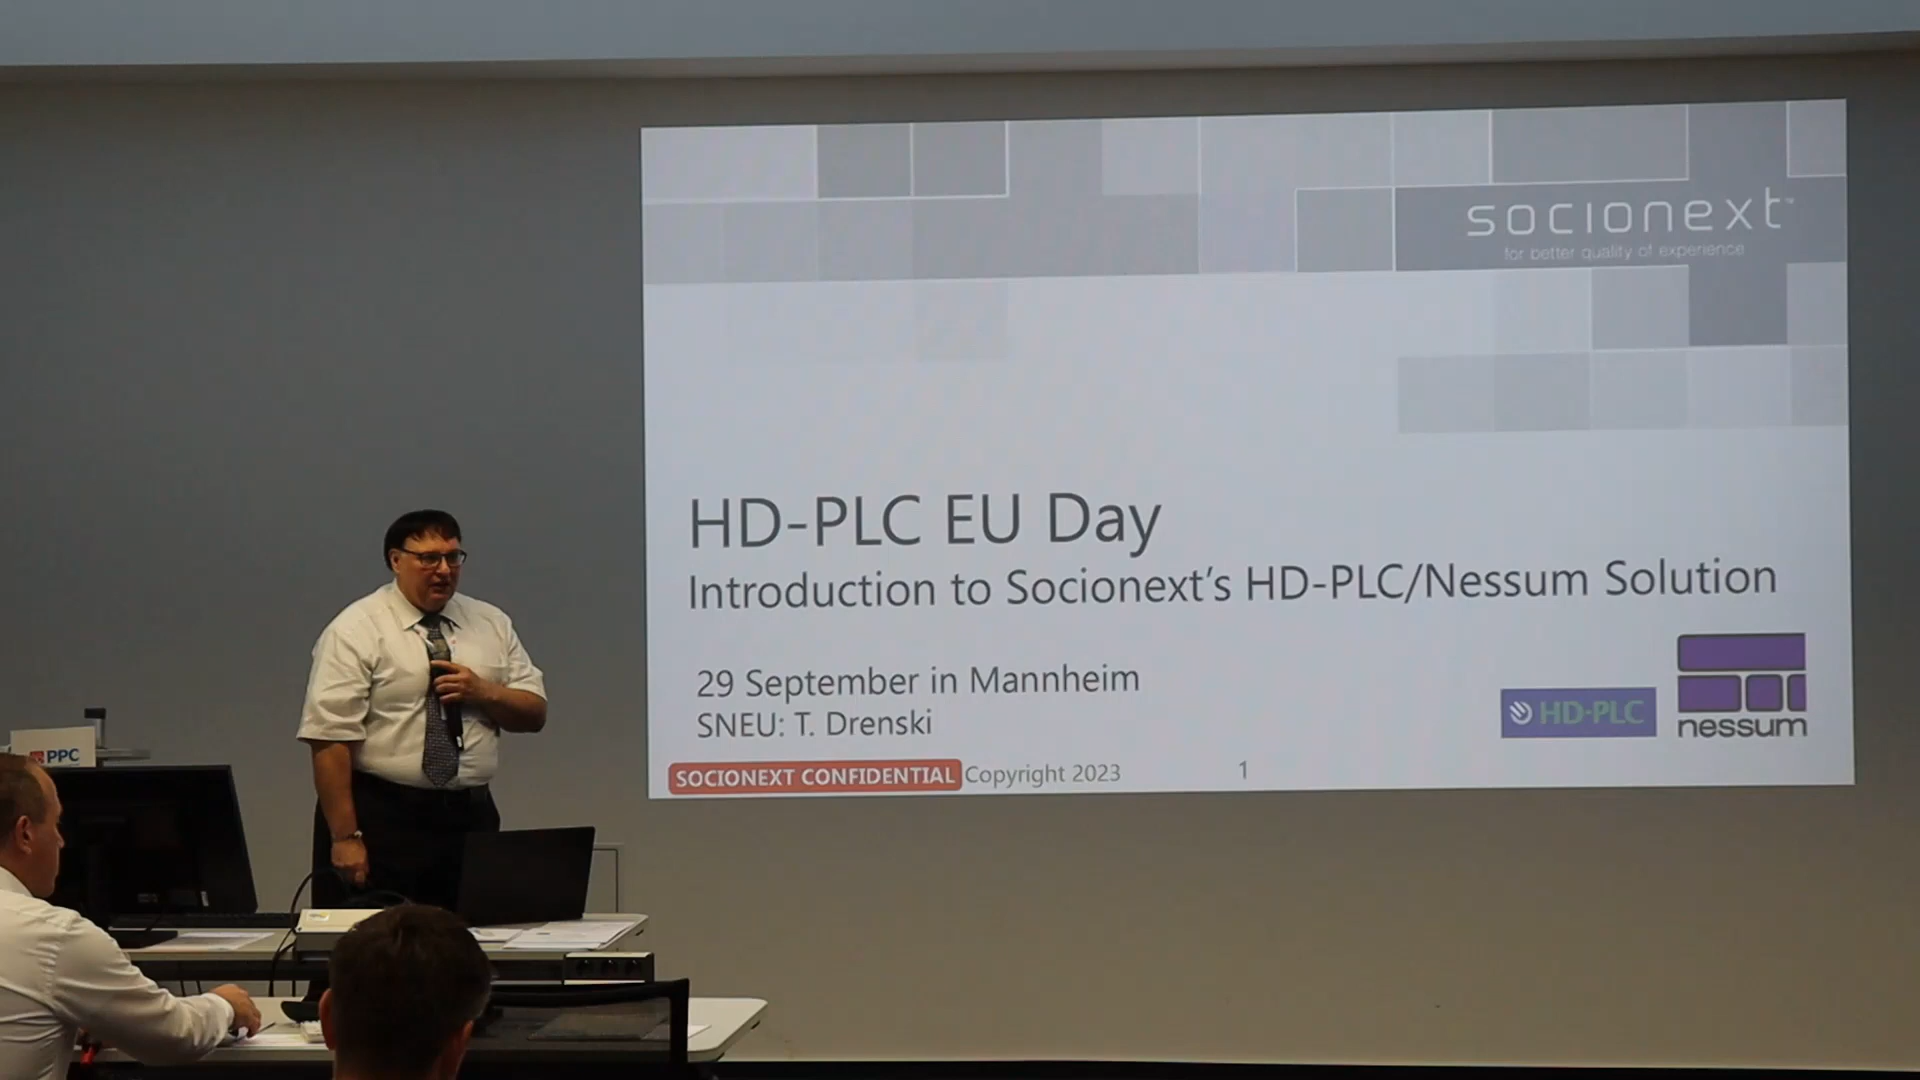 socionext™
for better quality of experience
HD-PLC EU Day
Introduction to Socionext's HD-PLC/Nessum Solution
29 September in Mannheim
SNEU: T. Drenski
HD-PLC
nessum
SOCIONEXT CONFIDENTIAL Copyright 2023 1
PPC